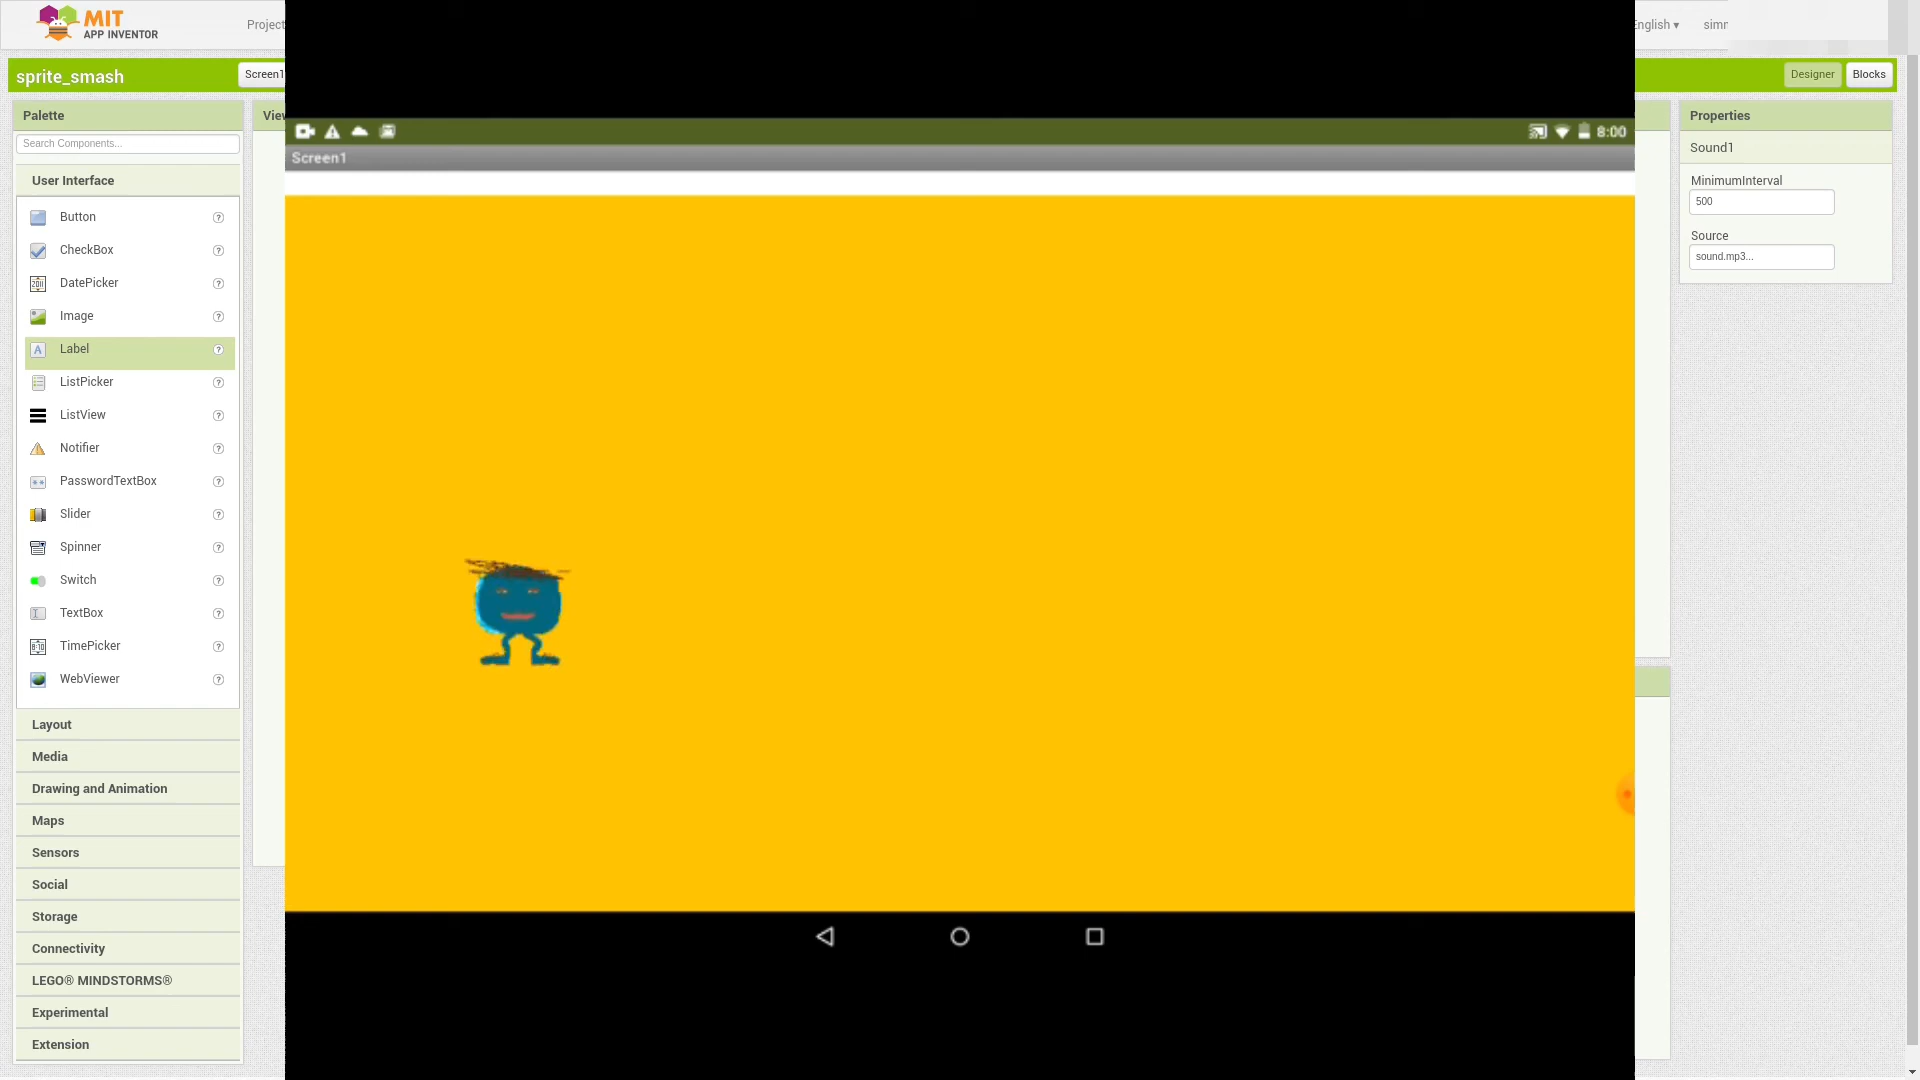 MIT
APP INVENTOR
Project
English ▾
sprite_smash
Screen1
Designer
Blocks
Palette
Search Components...
User Interface
Button
CheckBox
DatePicker
Image
Label
ListPicker
ListView
Notifier
PasswordTextBox
Slider
Spinner
Switch
TextBox
TimePicker
WebViewer
Layout
Media
Drawing and Animation
Maps
Sensors
Social
Storage
Connectivity
LEGO® MINDSTORMS®
Experimental
Extension
8:00
Screen1
Properties
Sound1
MinimumInterval
500
Source
sound.mp3...